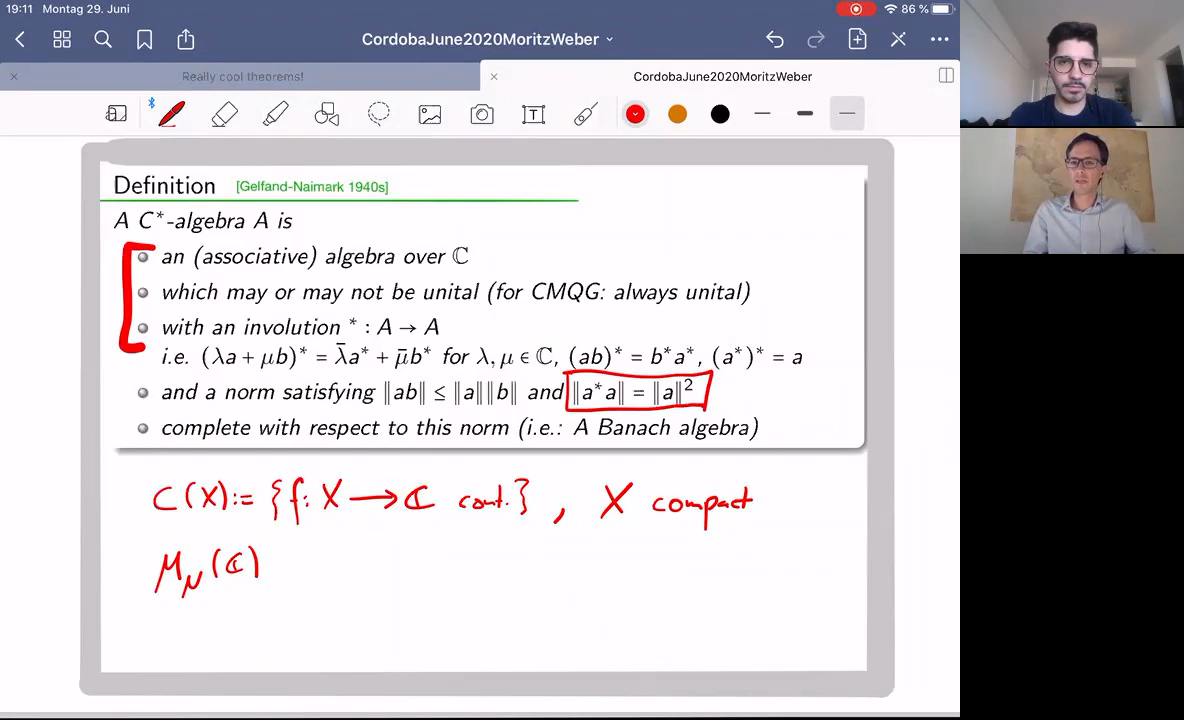 19:11 Montag 29. Juni
86 %
CordobaJune2020MoritzWeber
Really cool theorems!
CordobaJune2020MoritzWeber
Definition [Gelfand-Naimark 1940s]
A C*-algebra A is
an (associative) algebra over ℂ
which may or may not be unital (for CMQG: always unital)
with an involution * : A → A
i.e. (λa + μb)* = λ̄a* + μ̄b* for λ, μ ∈ ℂ, (ab)* = b*a*, (a*)* = a
and a norm satisfying ‖ab‖ ≤ ‖a‖‖b‖ and ‖a*a‖ = ‖a‖²
complete with respect to this norm (i.e.: A Banach algebra)
C(X):= {f: X ⟶ ℂ cont.} , X compact
M_N(ℂ)